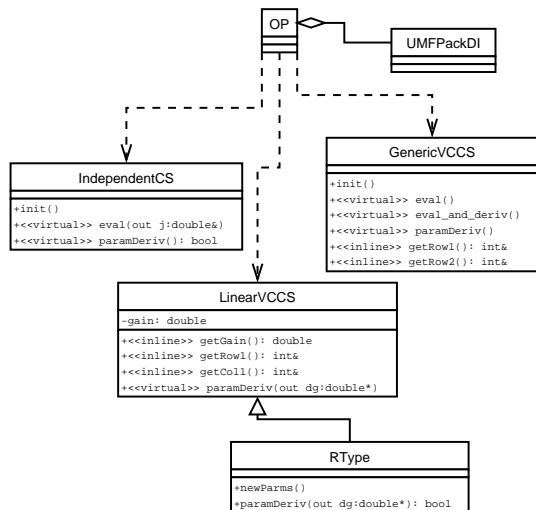 OP
UMFPackDI
IndependentCS
+init()
+<<virtual>> eval(out j:double&)
+<<virtual>> paramDeriv(): bool
GenericVCCS
+init()
+<<virtual>> eval()
+<<virtual>> eval_and_deriv()
+<<virtual>> paramDeriv()
+<<inline>> getRow1(): int&
+<<inline>> getRow2(): int&
LinearVCCS
-gain: double
+<<inline>> getGain(): double
+<<inline>> getRow1(): int&
+<<inline>> getCol1(): int&
+<<virtual>> paramDeriv(out dg:double*)
RType
+newParms()
+paramDeriv(out dg:double*): bool